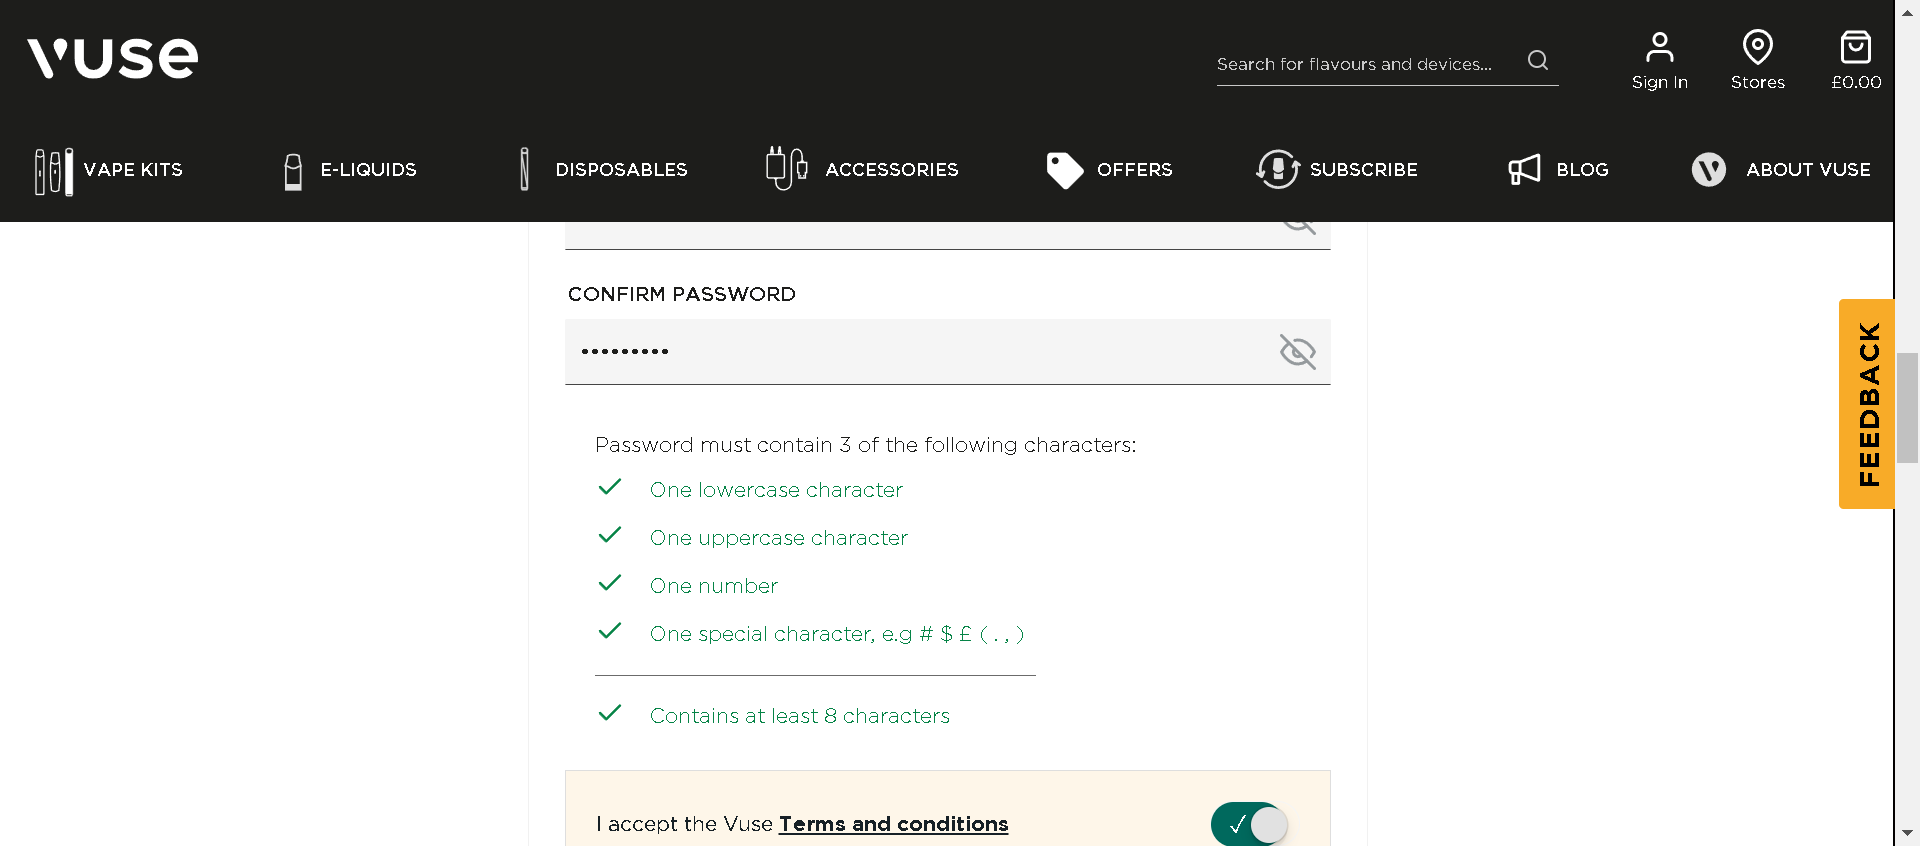 vuse
Search for flavours and devices...
Sign In
Stores
£0.00
VAPE KITS
E-LIQUIDS
DISPOSABLES
ACCESSORIES
OFFERS
SUBSCRIBE
BLOG
ABOUT VUSE
CONFIRM PASSWORD
•••••••••
Password must contain 3 of the following characters:
One lowercase character
One uppercase character
One number
One special character, e.g # $ £ ( . , )
Contains at least 8 characters
I accept the Vuse Terms and conditions
FEEDBACK